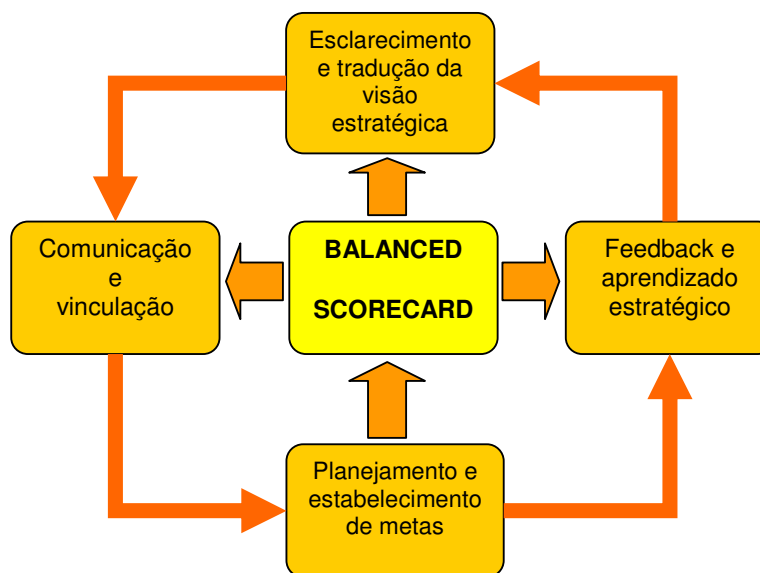 Esclarecimento
e tradução da
visão
estratégica
Comunicação
e
vinculação
BALANCED
SCORECARD
Feedback e
aprendizado
estratégico
Planejamento e
estabelecimento
de metas